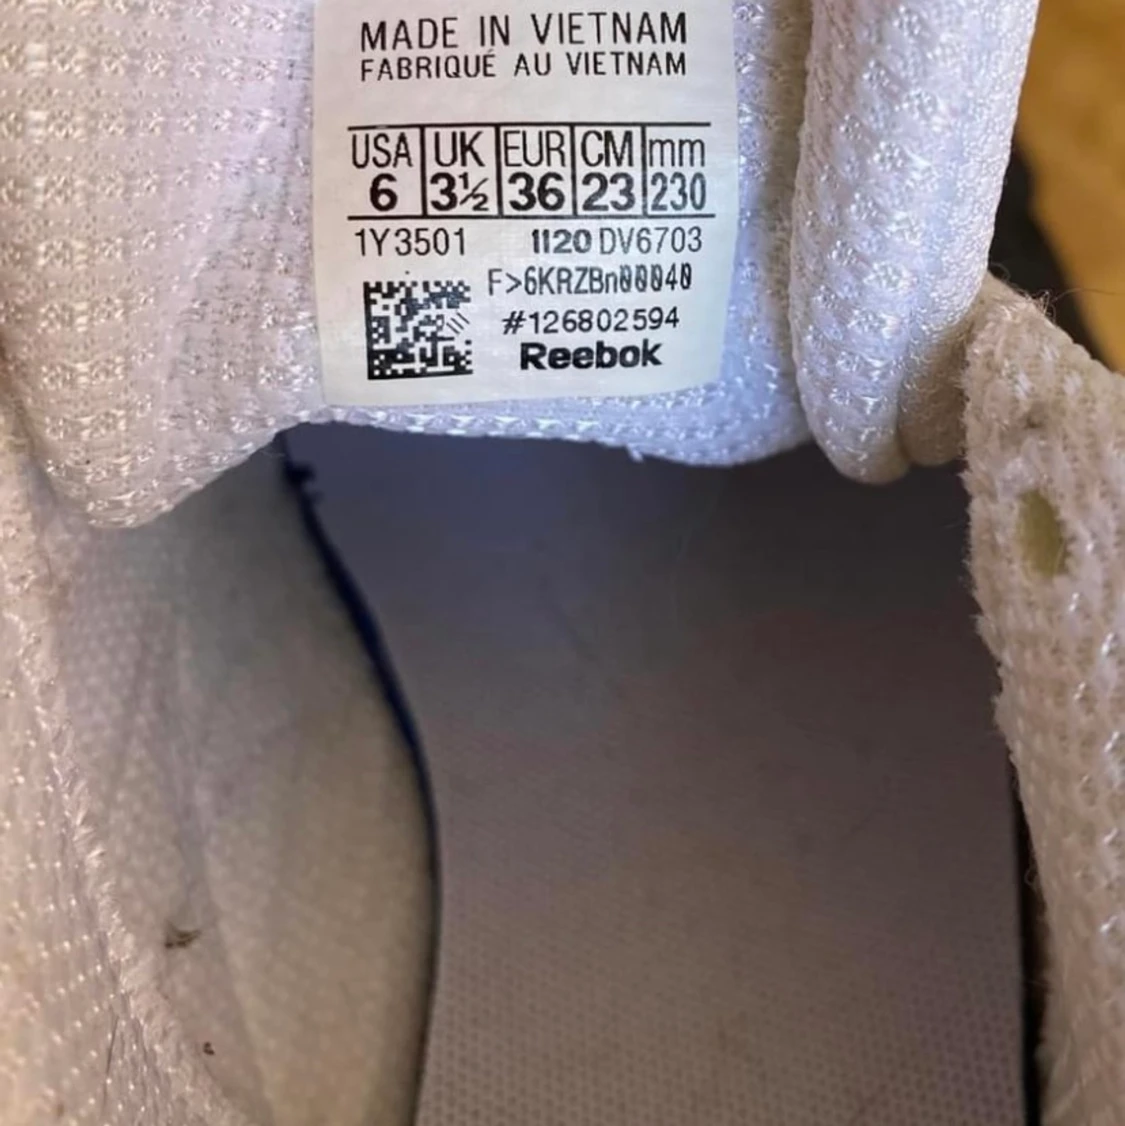 MADE IN VIETNAM
FABRIQUÉ AU VIETNAM
USA UK EUR CM mm
6 3½ 36 23 230
1Y3501 1120 DV6703
F>6KRZBn00040
#126802594
Reebok